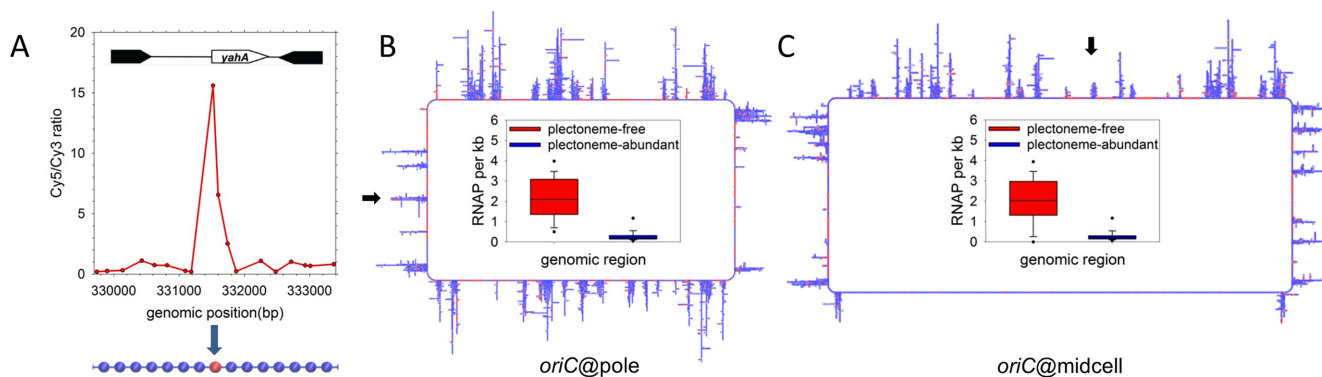 A
20
15
10
5
0
Cy5/Cy3 ratio
yahA
330000 331000 332000 333000
genomic position(bp)
B
6
5
4
3
2
1
0
RNAP per kb
plectoneme-free
plectoneme-abundant
genomic region
oriC@pole
C
6
5
4
3
2
1
0
RNAP per kb
plectoneme-free
plectoneme-abundant
genomic region
oriC@midcell